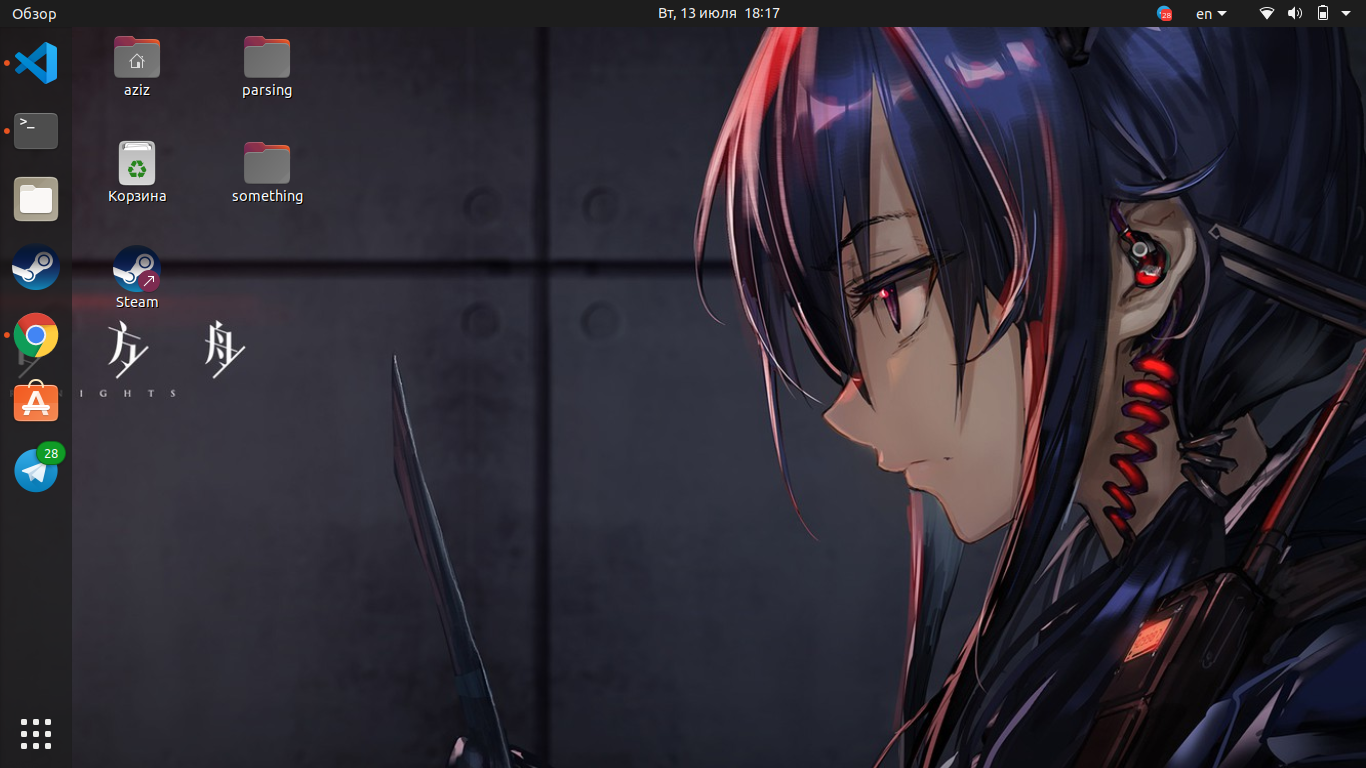 Обзор
Вт, 13 июля 18:17
28
en
aziz
parsing
Корзина
something
Steam
方 舟
I G H T S
>_
28